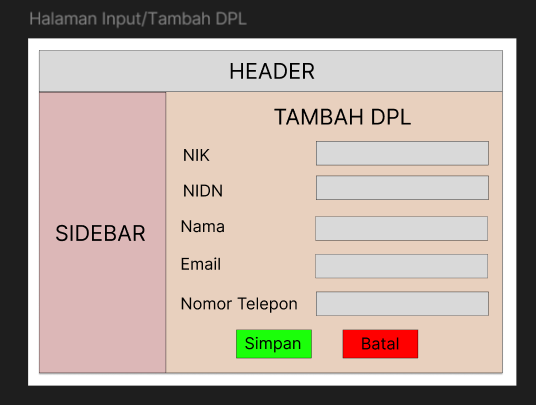 Halaman Input/Tambah DPL
HEADER
SIDEBAR
TAMBAH DPL
NIK
NIDN
Nama
Email
Nomor Telepon
Simpan Batal